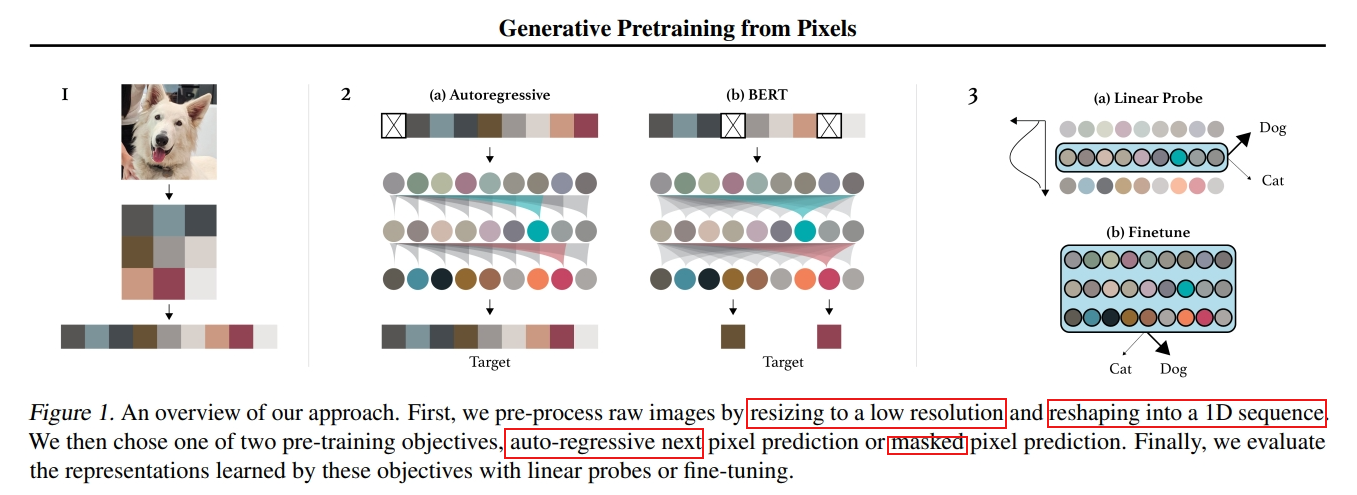 Generative Pretraining from Pixels
1
2
(a) Autoregressive
Target
(b) BERT
Target
3
(a) Linear Probe
Dog
Cat
(b) Finetune
Cat
Dog
Figure 1. An overview of our approach. First, we pre-process raw images by resizing to a low resolution and reshaping into a 1D sequence.
We then chose one of two pre-training objectives, auto-regressive next pixel prediction or masked pixel prediction. Finally, we evaluate
the representations learned by these objectives with linear probes or fine-tuning.